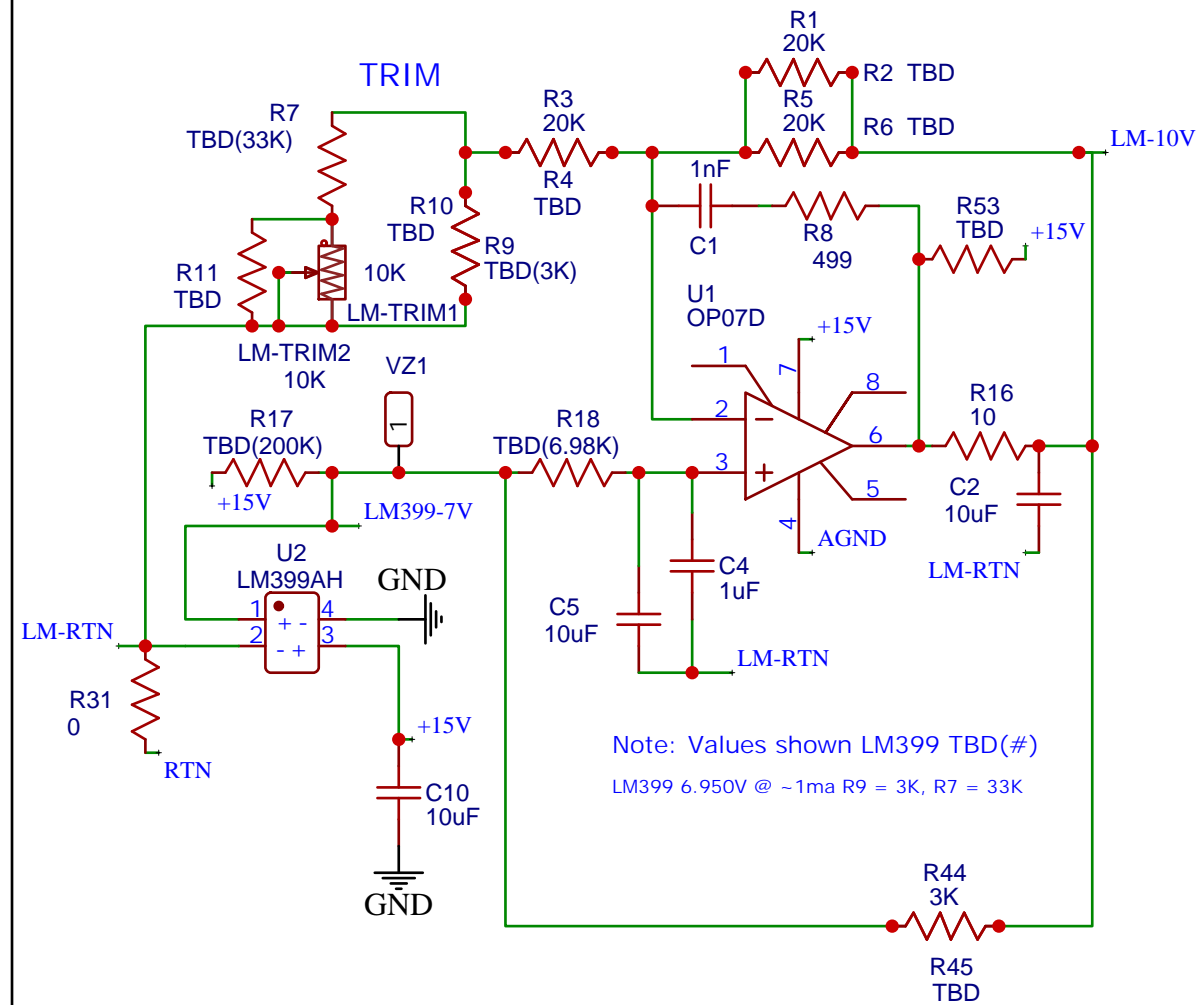 R1
20K
R2 TBD
TRIM
R7
TBD(33K)
R3
20K
R4
TBD
R5
20K
R6 TBD
LM-10V
1nF
C1
R8
499
R53
TBD
+15V
R10
TBD
R9
TBD(3K)
R11
TBD
10K
LM-TRIM1
LM-TRIM2
10K
U1
OP07D
+15V
1
7
8
2
3
6
5
4
AGND
R16
10
C2
10uF
LM-RTN
VZ1
1
R17
TBD(200K)
+15V
LM399-7V
R18
TBD(6.98K)
U2
LM399AH
GND
1
+ -
4
2
- +
3
C4
1uF
C5
10uF
LM-RTN
LM-RTN
R31
0
RTN
+15V
C10
10uF
GND
Note: Values shown LM399 TBD(#)
LM399 6.950V @ ~1ma R9 = 3K, R7 = 33K
R44
3K
R45
TBD